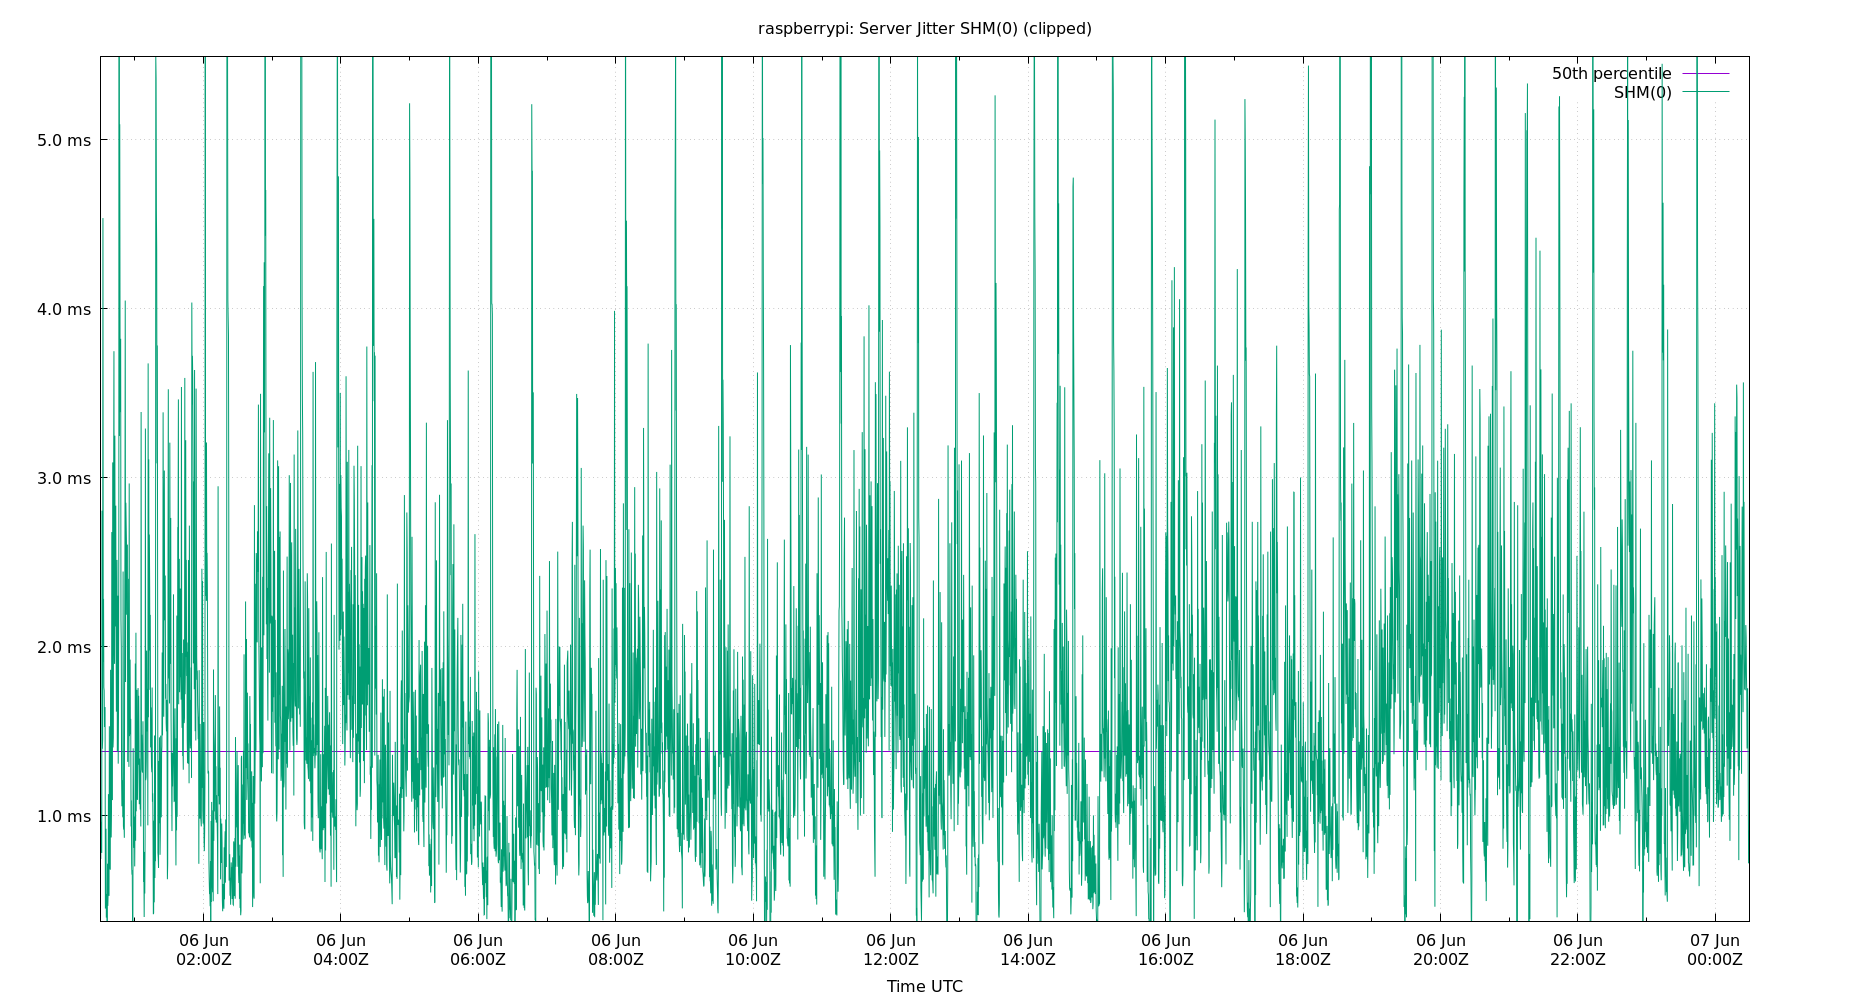 raspberrypi: Server Jitter SHM(0) (clipped)
50th percentile
SHM(0)
5.0 ms
4.0 ms
3.0 ms
2.0 ms
1.0 ms
06 Jun 06 Jun 06 Jun 06 Jun 06 Jun 06 Jun 06 Jun 06 Jun 06 Jun 06 Jun 06 Jun 07 Jun
02:00Z 04:00Z 06:00Z 08:00Z 10:00Z 12:00Z 14:00Z 16:00Z 18:00Z 20:00Z 22:00Z 00:00Z
Time UTC